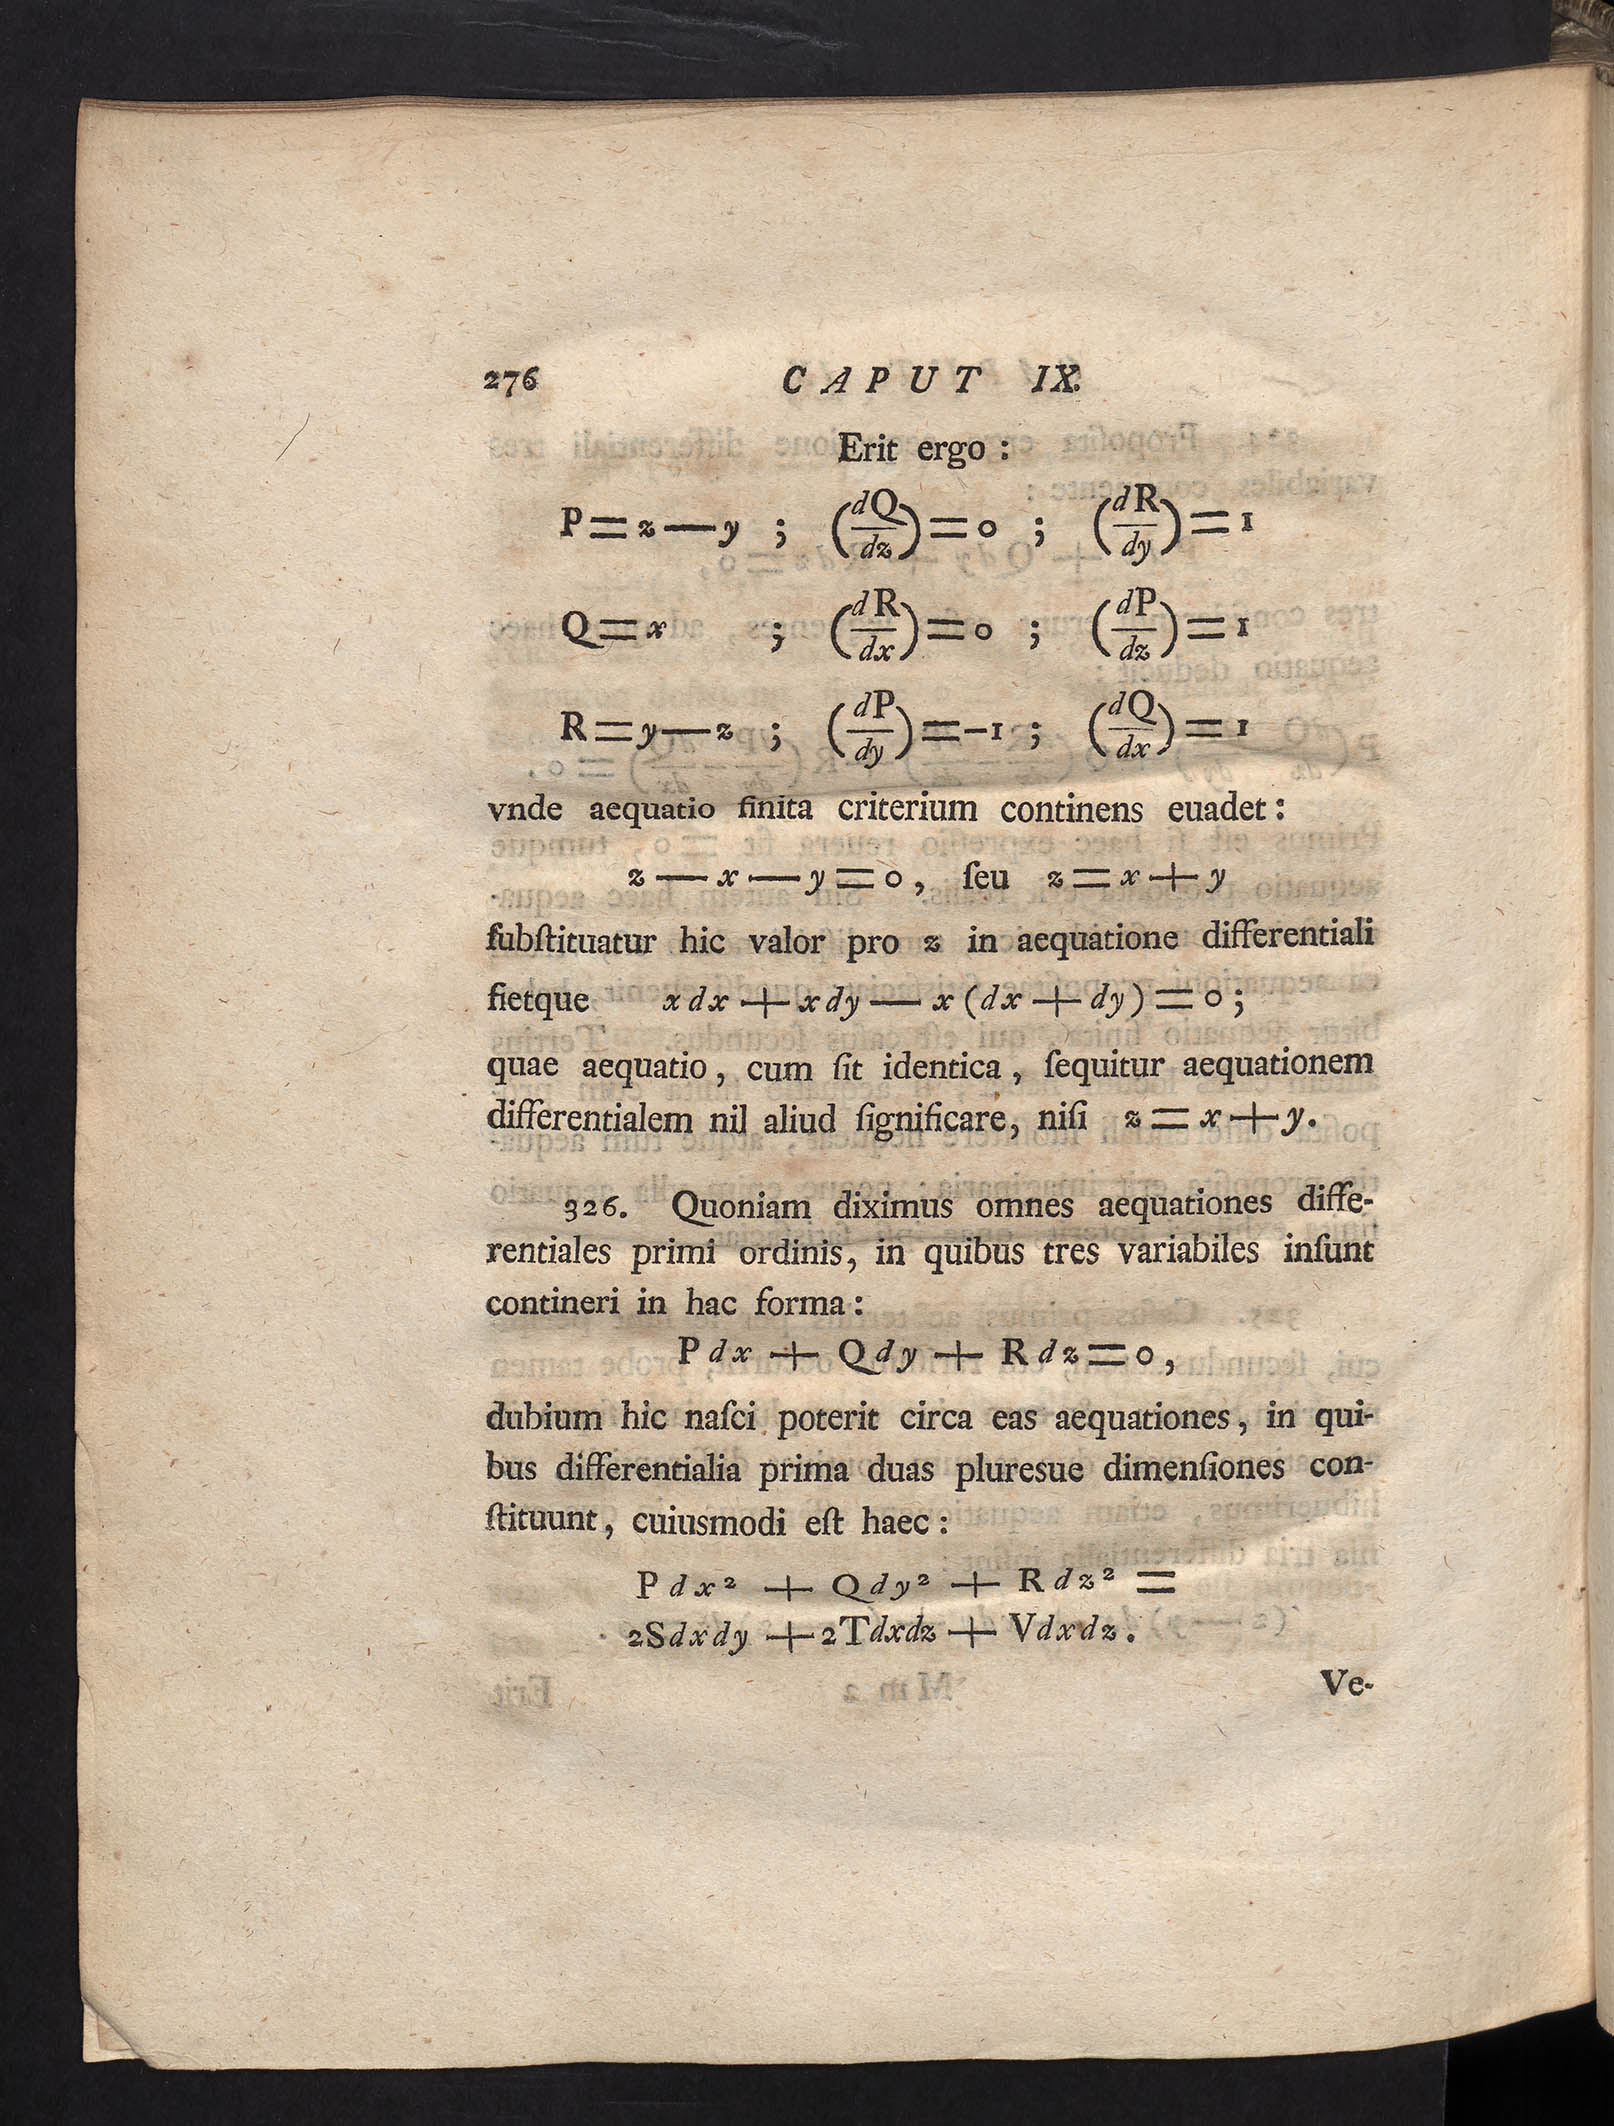 276 CAPUT IX.
Erit ergo :
P=z—y ; (dQ/dz)=0 ; (dR/dy)=1
Q=x ; (dR/dx)=0 ; (dP/dz)=1
R=y—z ; (dP/dy)=-1 ; (dQ/dx)=1
vnde aequatio finita criterium continens euadet :
z — x — y = 0 , ſeu z = x + y
ſubſtituatur hic valor pro z in aequatione differentiali
fietque x dx + x dy — x (dx + dy) = 0 ;
quae aequatio , cum ſit identica , ſequitur aequationem
differentialem nil aliud ſignificare, niſi z = x + y.
326. Quoniam diximus omnes aequationes diffe-
rentiales primi ordinis, in quibus tres variabiles inſunt
contineri in hac forma :
P dx + Q dy + R dz = 0 ,
dubium hic naſci poterit circa eas aequationes , in qui-
bus differentialia prima duas pluresue dimenſiones con-
ſtituunt , cuiusmodi eſt haec :
P dx² + Q dy² + R dz² =
2S dx dy + 2T dx dz + V dx dz .
Ve-